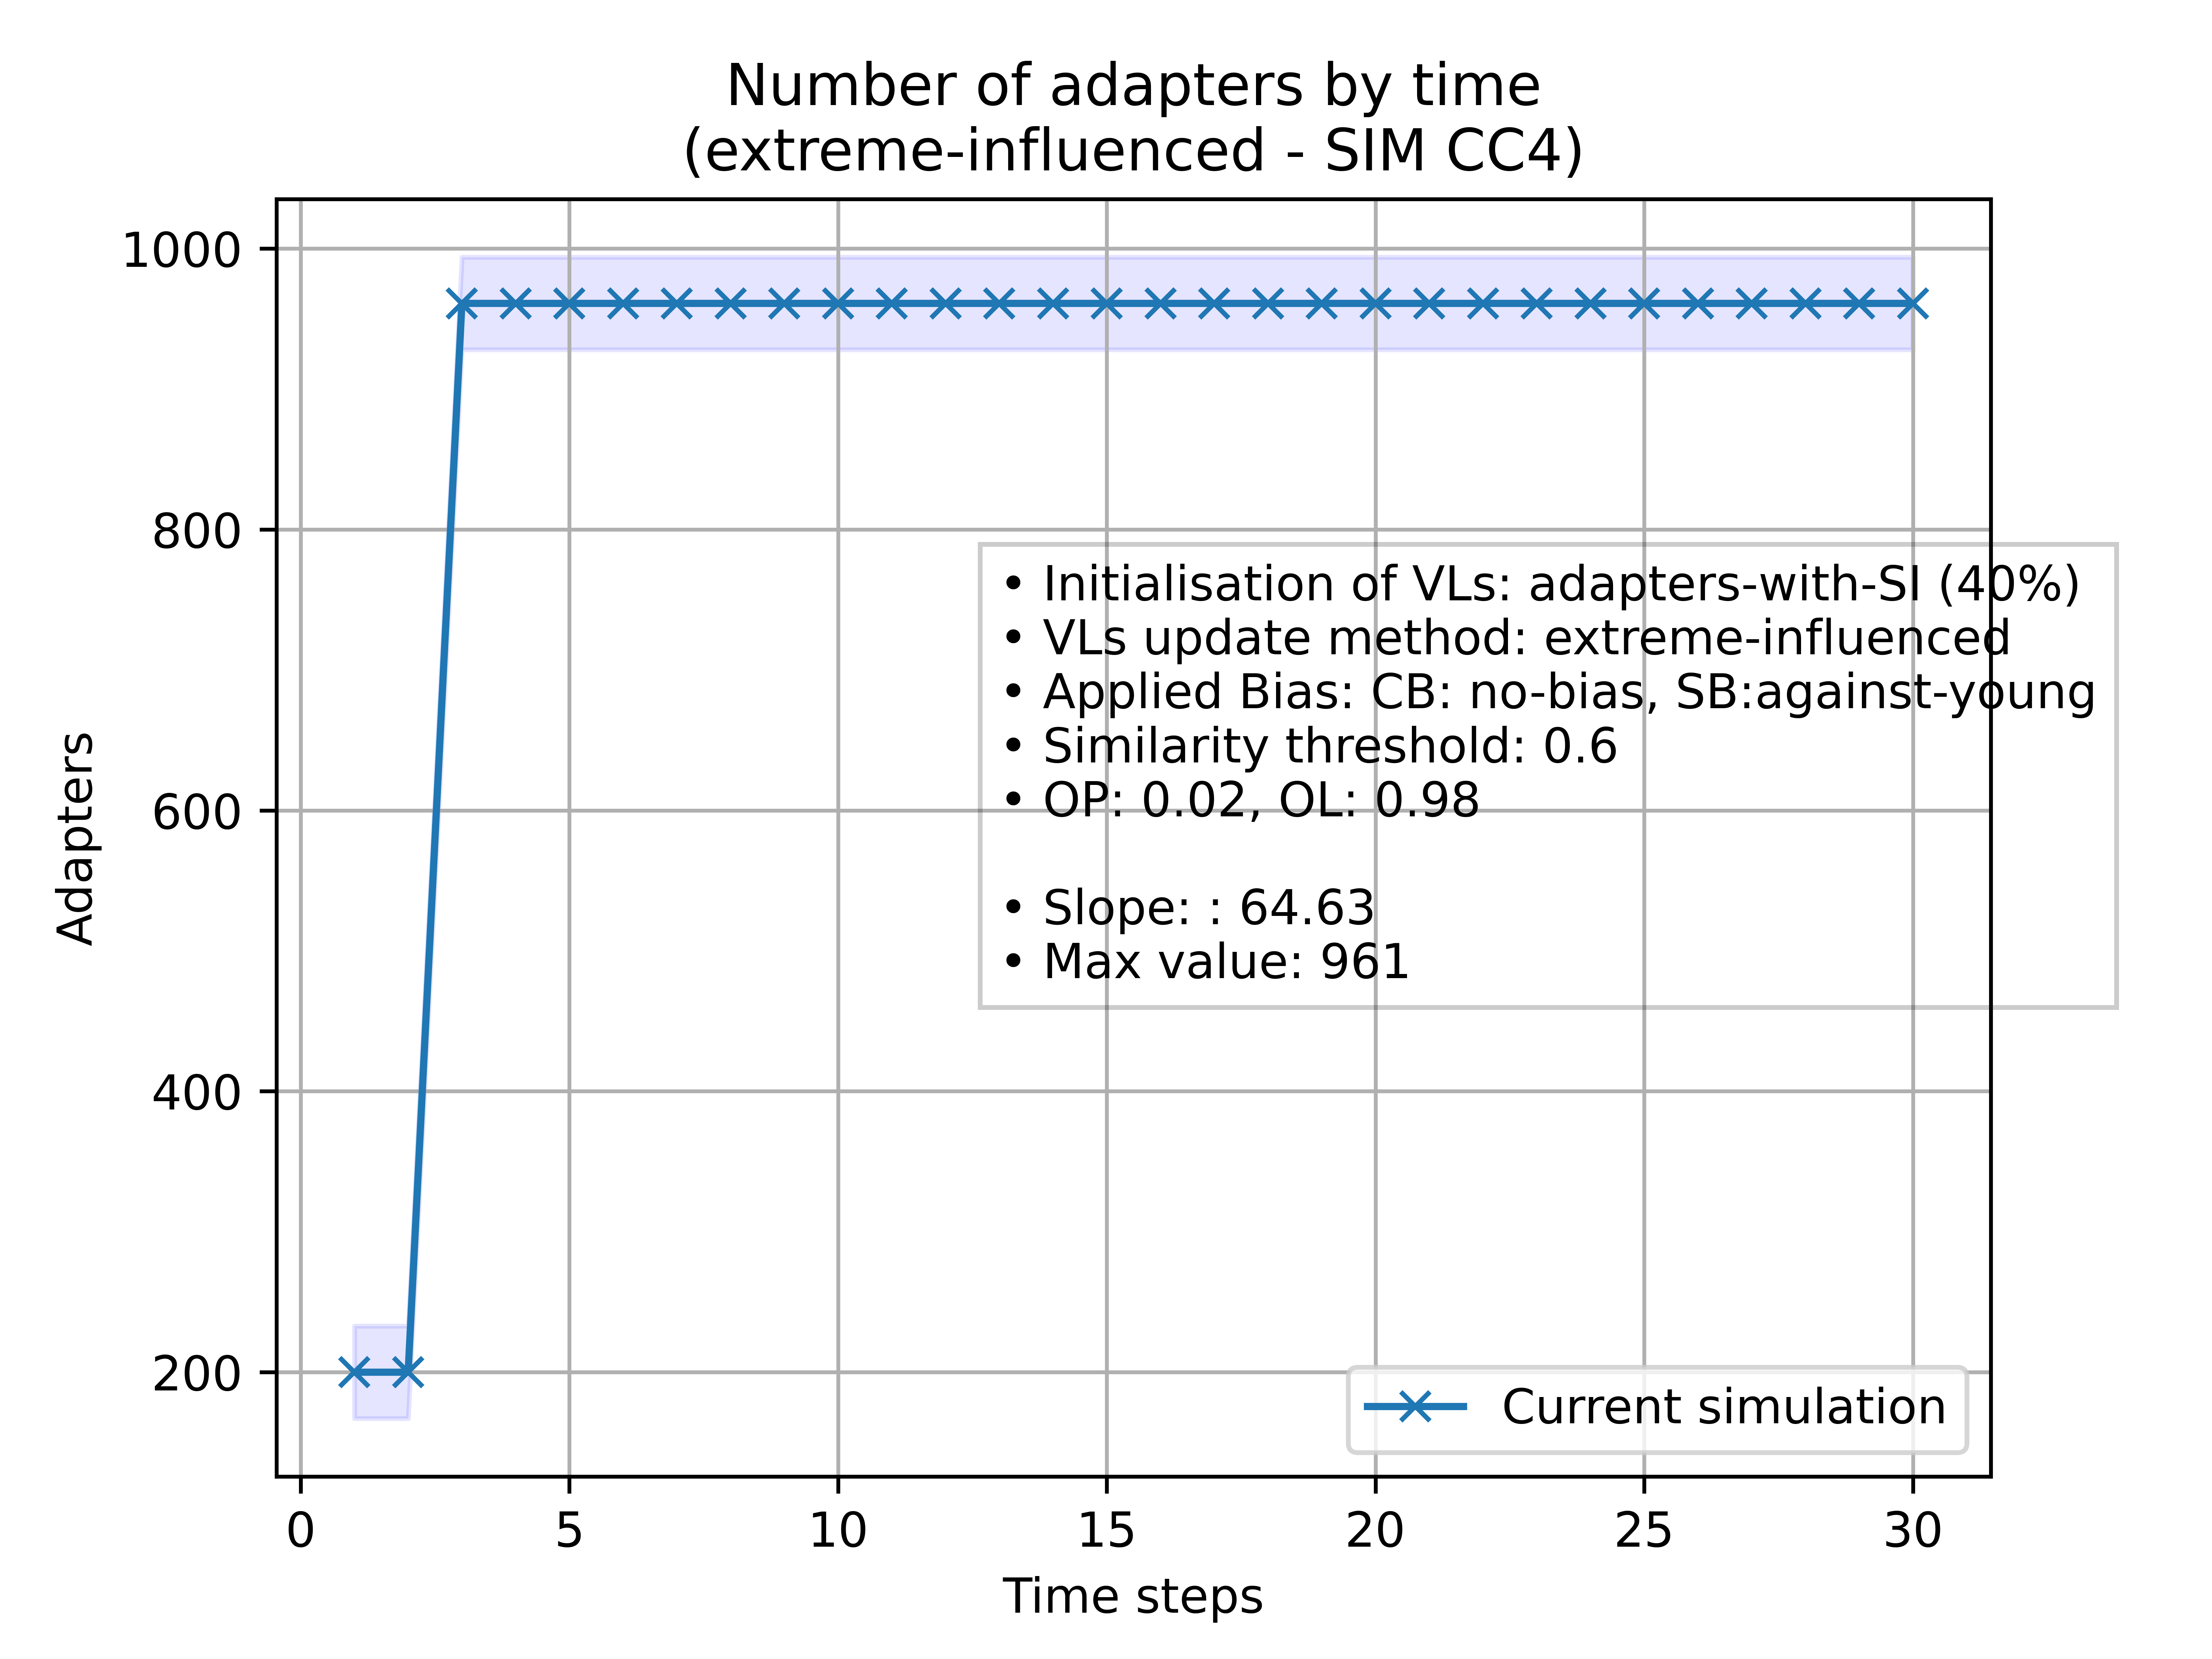 Number of adapters by time
(extreme-influenced - SIM CC4)
1000
800
600
400
200
Adapters
• Initialisation of VLs: adapters-with-SI (40%)
• VLs update method: extreme-influenced
• Applied Bias: CB: no-bias, SB:against-young
• Similarity threshold: 0.6
• OP: 0.02, OL: 0.98
• Slope: : 64.63
• Max value: 961
Current simulation
0 5 10 15 20 25 30
Time steps